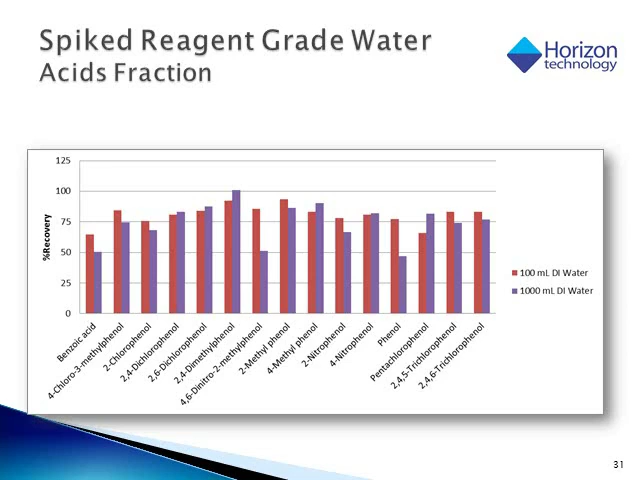 Spiked Reagent Grade Water
Acids Fraction
Horizon
technology
125
100
75
50
25
0
%Recovery
Benzoic acid
4-Chloro-3-methylphenol
2-Chlorophenol
2,4-Dichlorophenol
2,6-Dichlorophenol
2,4-Dimethylphenol
4,6-Dinitro-2-methylphenol
2-Methyl phenol
4-Methyl phenol
2-Nitrophenol
4-Nitrophenol
Phenol
Pentachlorophenol
2,4,5-Trichlorophenol
2,4,6-Trichlorophenol
100 mL DI Water
1000 mL DI Water
31